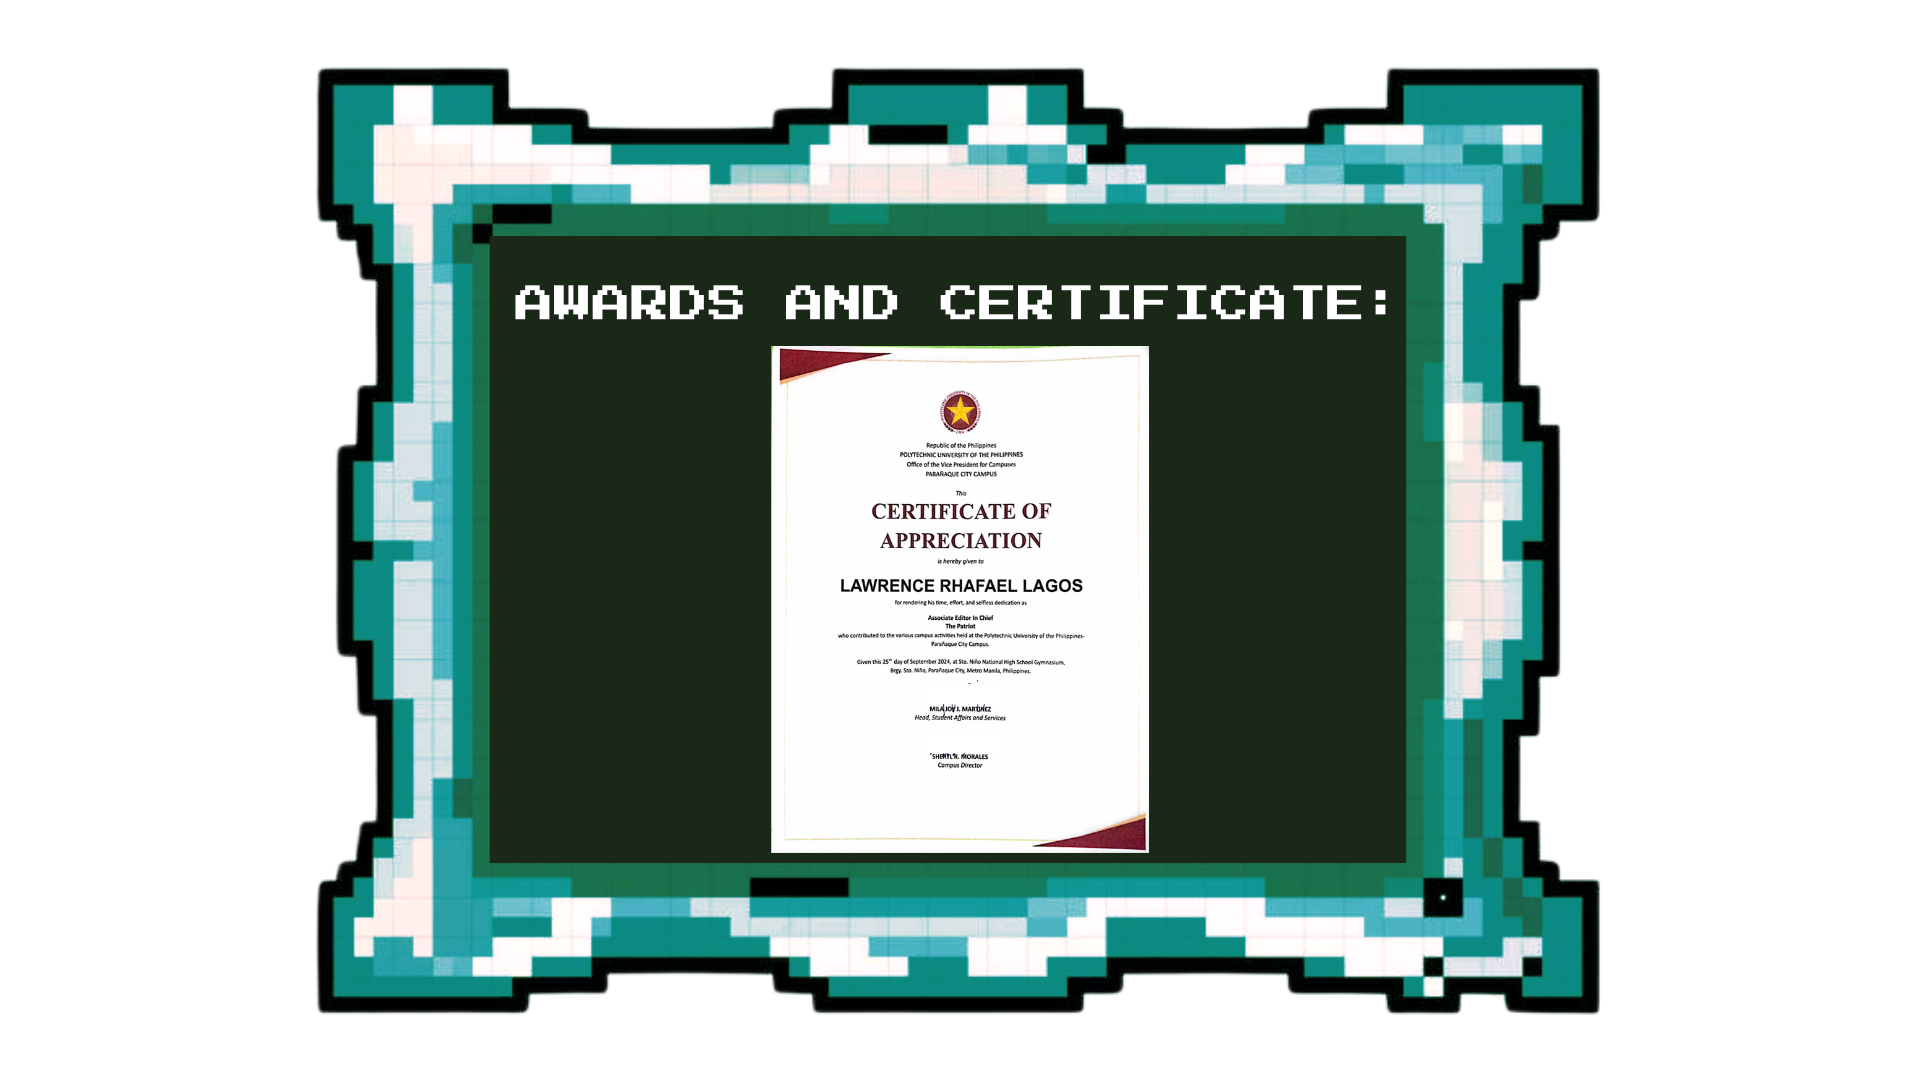 AWARDS AND CERTIFICATE:
Republic of the Philippines
POLYTECHNIC UNIVERSITY OF THE PHILIPPINES
Office of the Vice President for Campuses
PARAÑAQUE CITY CAMPUS
This
CERTIFICATE OF
APPRECIATION
is hereby given to
LAWRENCE RHAFAEL LAGOS
for rendering his time, effort, and selfless dedication as
Associate Editor In Chief
The Patriot
who contributed to the various campus activities held at the Polytechnic University of the Philippines-
Parañaque City Campus.
Given this 25th day of September 2024, at Sto. Niño National High School Gymnasium,
Brgy. Sto. Niño, Parañaque City, Metro Manila, Philippines.
MILA JOY J. MARTINEZ
Head, Student Affairs and Services
SHERYL R. MORALES
Campus Director